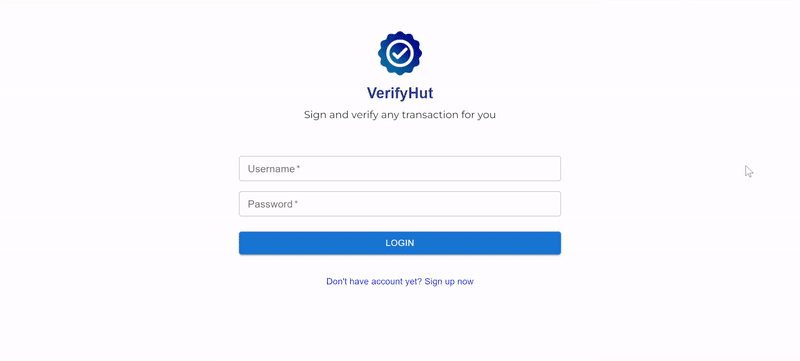 VerifyHut
Sign and verify any transaction for you
Username *
Password *
LOGIN
Don't have account yet? Sign up now